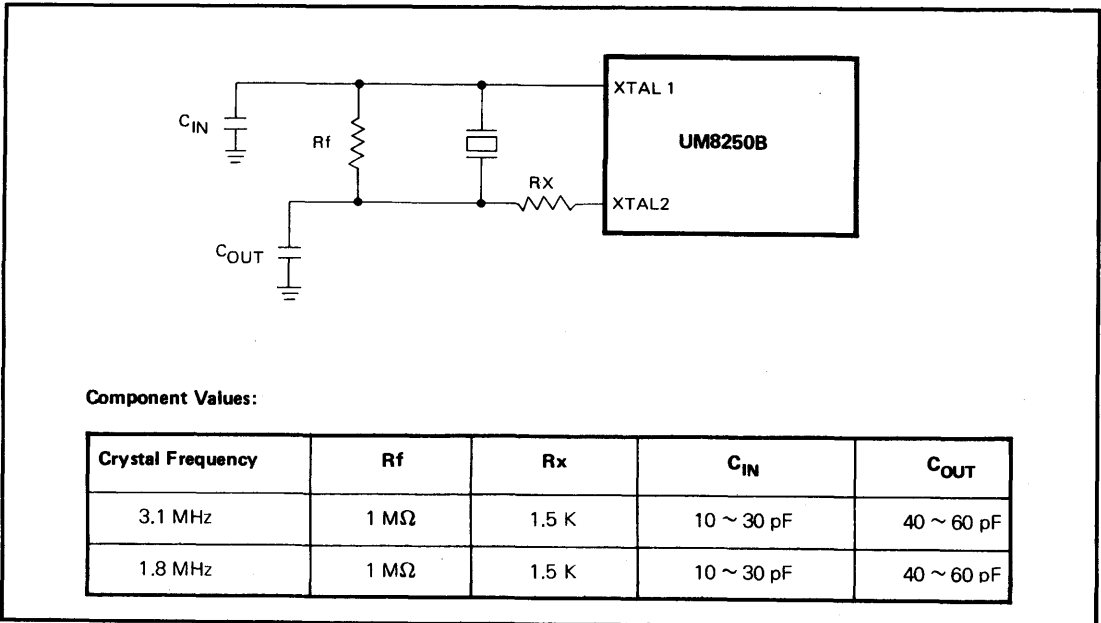 XTAL 1
C_IN
Rf
UM8250B
RX
XTAL2
C_OUT
Component Values:
Crystal Frequency Rf Rx C_IN C_OUT
3.1 MHz 1 MΩ 1.5 K 10 ~ 30 pF 40 ~ 60 pF
1.8 MHz 1 MΩ 1.5 K 10 ~ 30 pF 40 ~ 60 pF